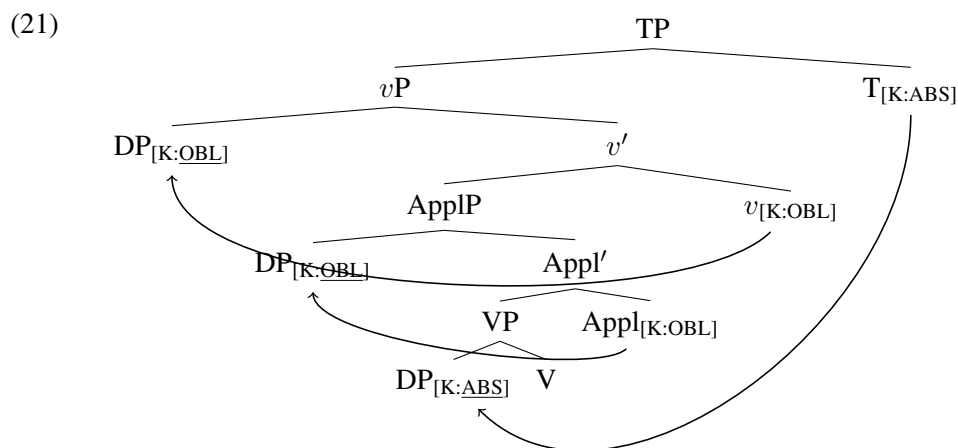 (21)
TP
vP T[K:ABS]
DP[K:OBL] v′
ApplP v[K:OBL]
DP[K:OBL] Appl′
VP Appl[K:OBL]
DP[K:ABS] V